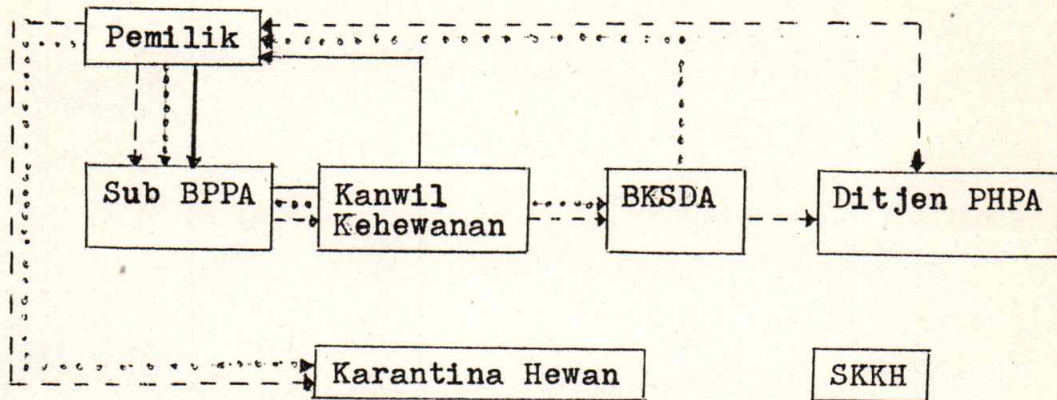 Pemilik
Sub BPPA
Kanwil
Kehewanan
BKSDA
Ditjen PHPA
Karantina Hewan
SKKH